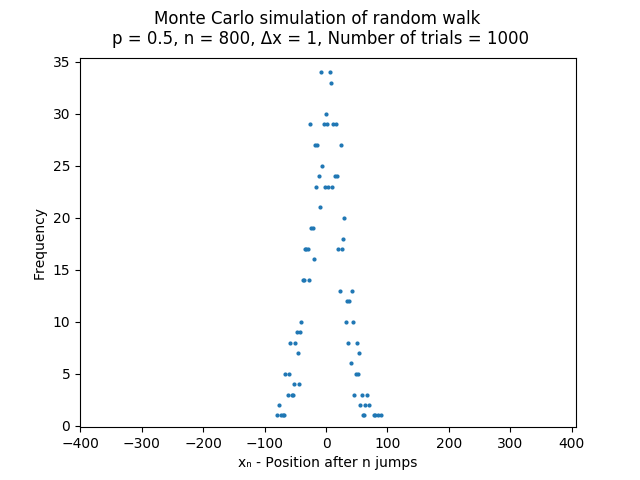 Monte Carlo simulation of random walk
p = 0.5, n = 800, Δx = 1, Number of trials = 1000
35
30
25
20
15
10
5
0
Frequency
−400 −300 −200 −100 0 100 200 300 400
xₙ - Position after n jumps